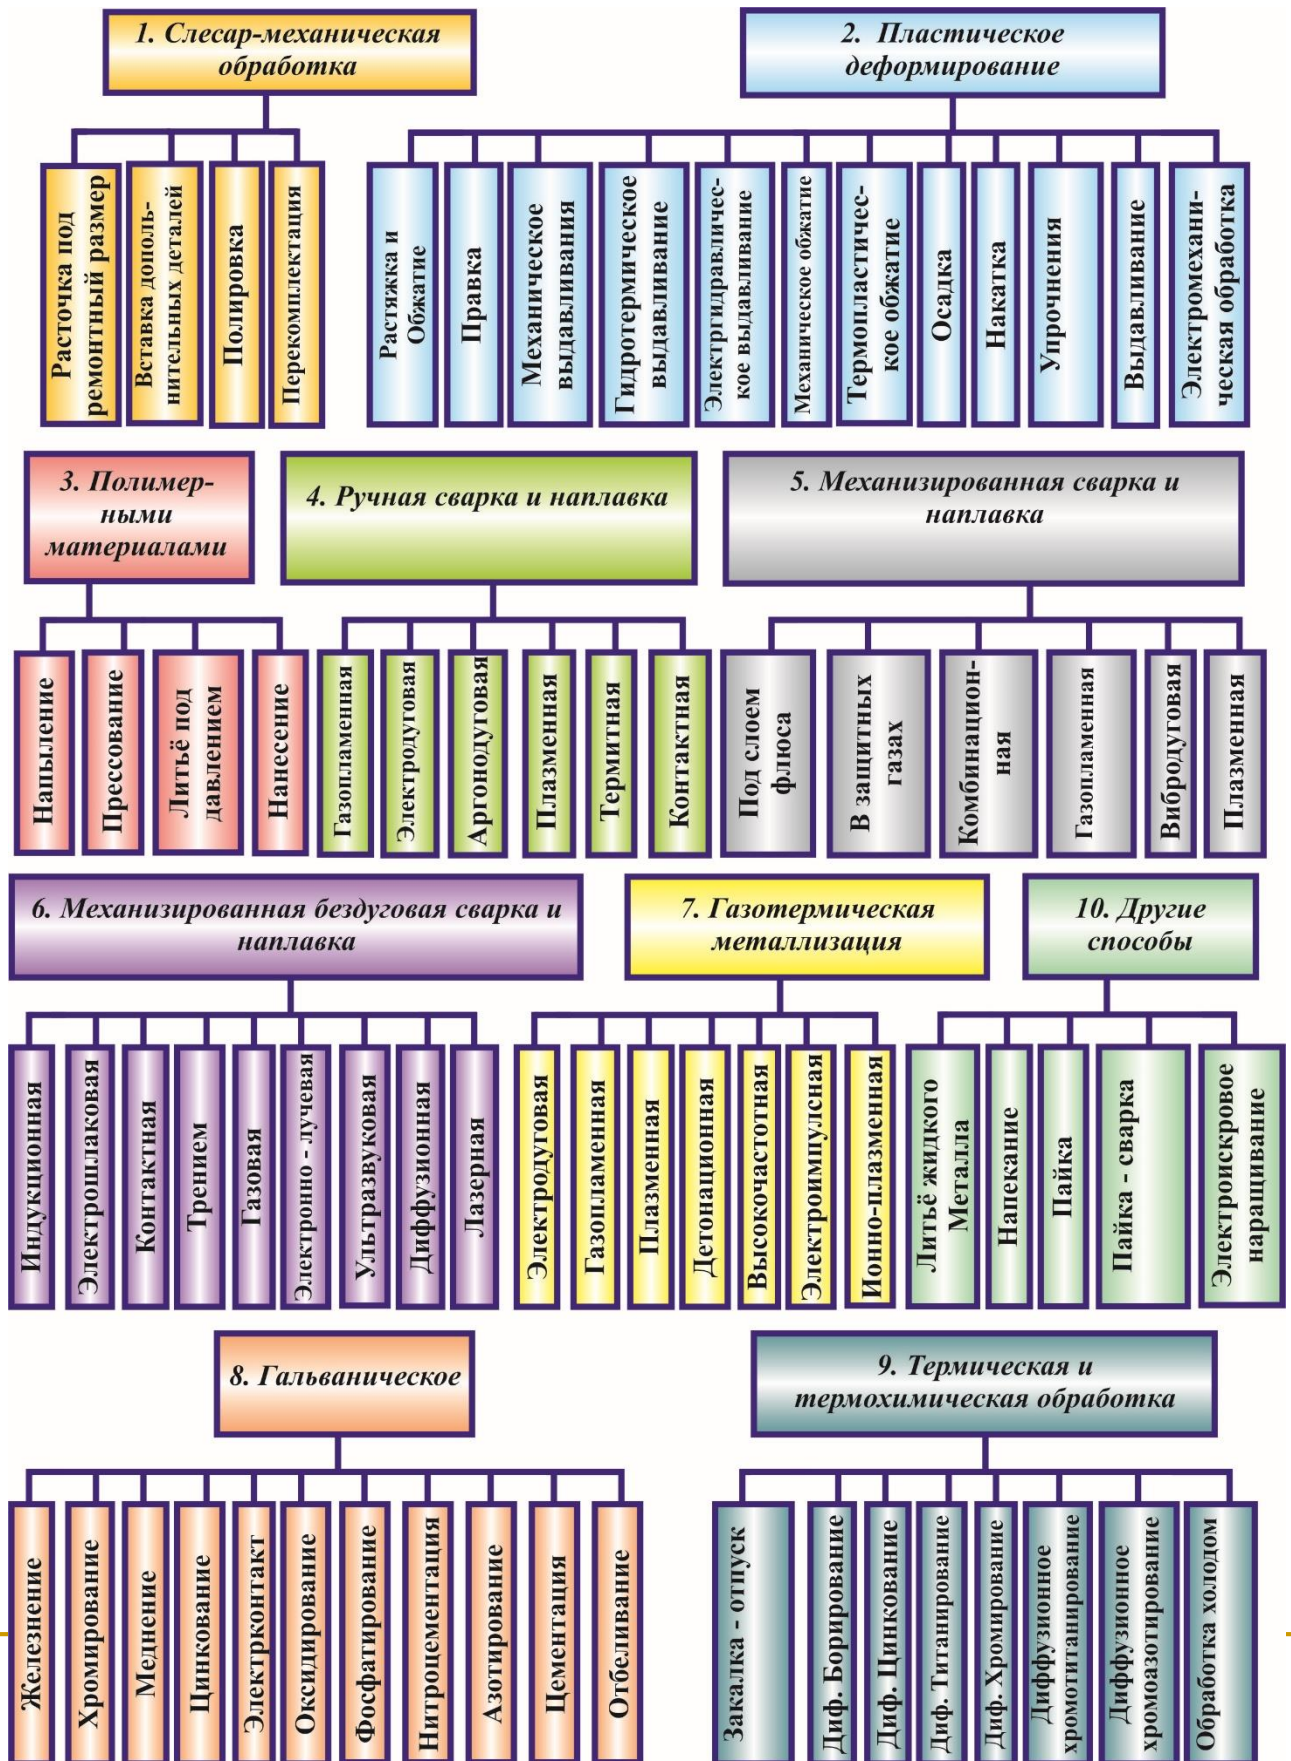 1. Слесар-механическая
обработка
2. Пластическое
деформирование
Расточка под
ремонтный размер
Вставка дополь-
нительных деталей
Полировка
Перекомплектация
Растяжка и
Обжатие
Правка
Механическое
выдавливания
Гидротермическое
выдавливание
Электргидравличес-
кое выдавливание
Механическое обжатие
Термопластичес-
кое обжатие
Осадка
Накатка
Упрочнения
Выдавливание
Электромехани-
ческая обработка
3. Полимер-
ными
материалами
4. Ручная сварка и наплавка
5. Механизированная сварка и
наплавка
Напыление
Прессование
Литьё под
давлением
Нанесение
Газопламенная
Электродуговая
Аргонодуговая
Плазменная
Термитная
Контактная
Под слоем
флюса
В защитных
газах
Комбинацион-
ная
Газопламенная
Вибродуговая
Плазменная
6. Механизированная бездуговая сварка и
наплавка
7. Газотермическая
металлизация
10. Другие
способы
Индукционная
Электрошлаковая
Контактная
Трением
Газовая
Электронно - лучевая
Ультразвуковая
Диффузионная
Лазерная
Электродуговая
Газопламенная
Плазменная
Детонационная
Высокочастотная
Электроимпулсная
Ионно-плазменная
Литьё жидкого
Металла
Напекание
Пайка
Пайка - сварка
Электроискровое
наращивание
8. Гальваническое
9. Термическая и
термохимическая обработка
Железнение
Хромирование
Меднение
Цинкование
Электрконтакт
Оксидирование
Фосфатирование
Нитроцементация
Азотирование
Цементация
Отбеливание
Закалка - отпуск
Диф. Борирование
Диф. Цинкование
Диф. Титанирование
Диф. Хромирование
Диффузионное
хромотитанирование
Диффузионное
хромоазотирование
Обработка холодом